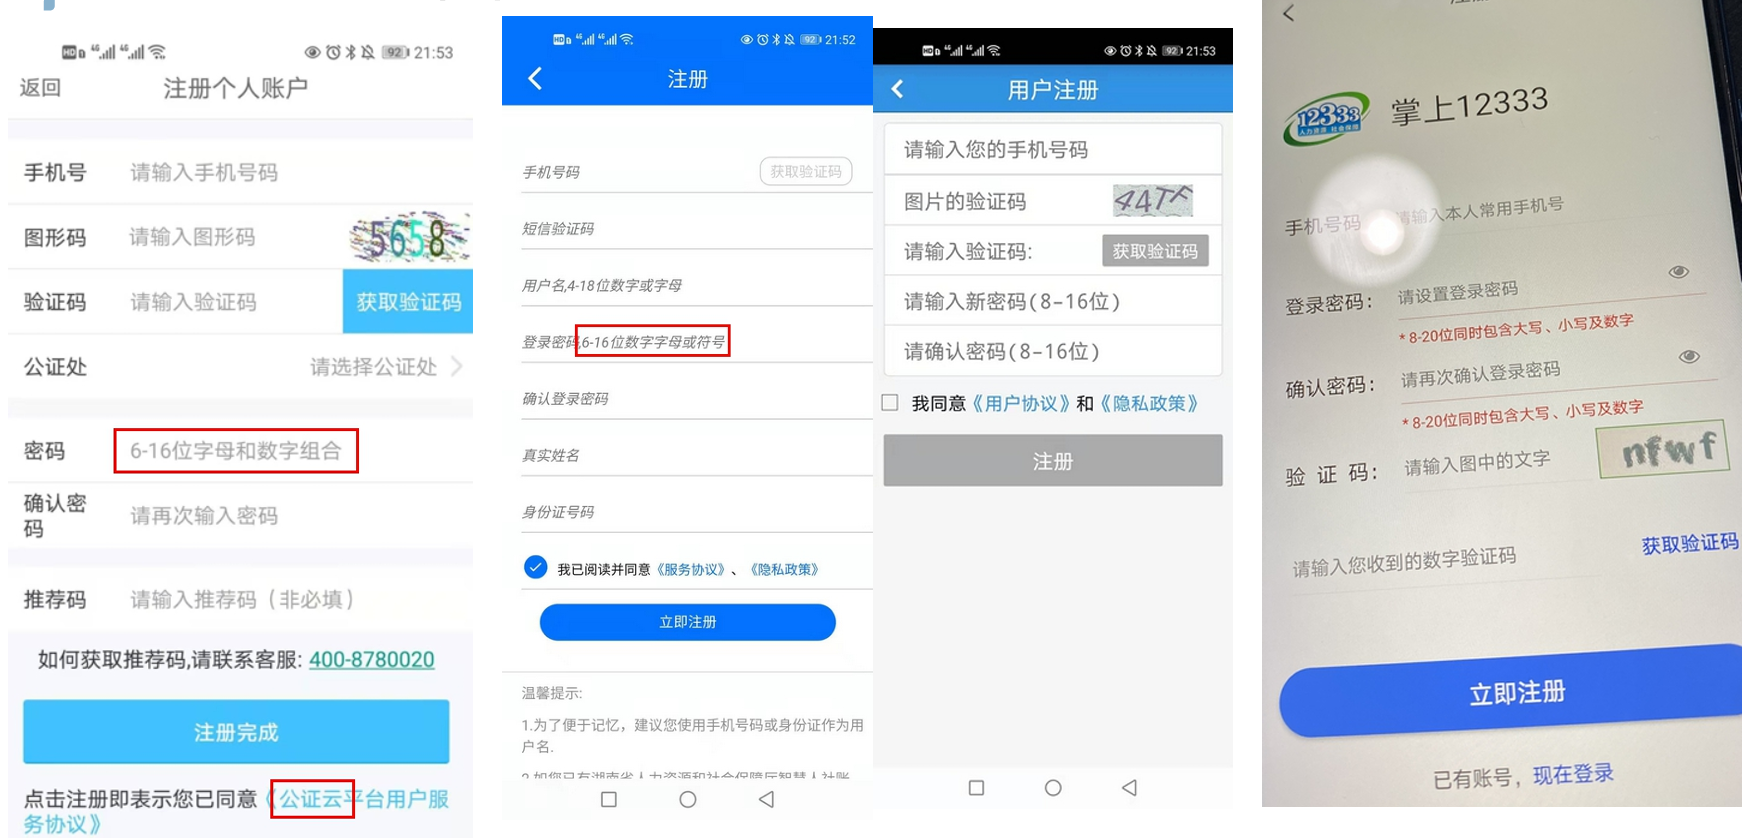 HD 4G 4G 92 21:53
返回 注册个人账户
手机号 请输入手机号码
图形码 请输入图形码 5658
验证码 请输入验证码 获取验证码
公证处 请选择公证处
密码 6-16位字母和数字组合
确认密
码 请再次输入密码
推荐码 请输入推荐码（非必填）
如何获取推荐码,请联系客服: 400-8780020
注册完成
点击注册即表示您已同意《公证云平台用户服
务协议》
HD 4G 4G 92 21:52
注册
手机号码 获取验证码
短信验证码
用户名,4-18位数字或字母
登录密码,6-16位数字字母或符号
确认登录密码
真实姓名
身份证号码
我已阅读并同意《服务协议》、《隐私政策》
立即注册
温馨提示:
1.为了便于记忆，建议您使用手机号码或身份证作为用
户名.
HD 4G 4G 92 21:53
用户注册
请输入您的手机号码
图片的验证码 44TF
请输入验证码: 获取验证码
请输入新密码(8-16位)
请确认密码(8-16位)
我同意《用户协议》和《隐私政策》
注册
12333
人力资源 社会保障
掌上12333
手机号码 请输入本人常用手机号
登录密码: 请设置登录密码
*8-20位同时包含大写、小写及数字
确认密码: 请再次确认登录密码
*8-20位同时包含大写、小写及数字
验 证 码: 请输入图中的文字 nfwf
请输入您收到的数字验证码 获取验证码
立即注册
已有账号，现在登录